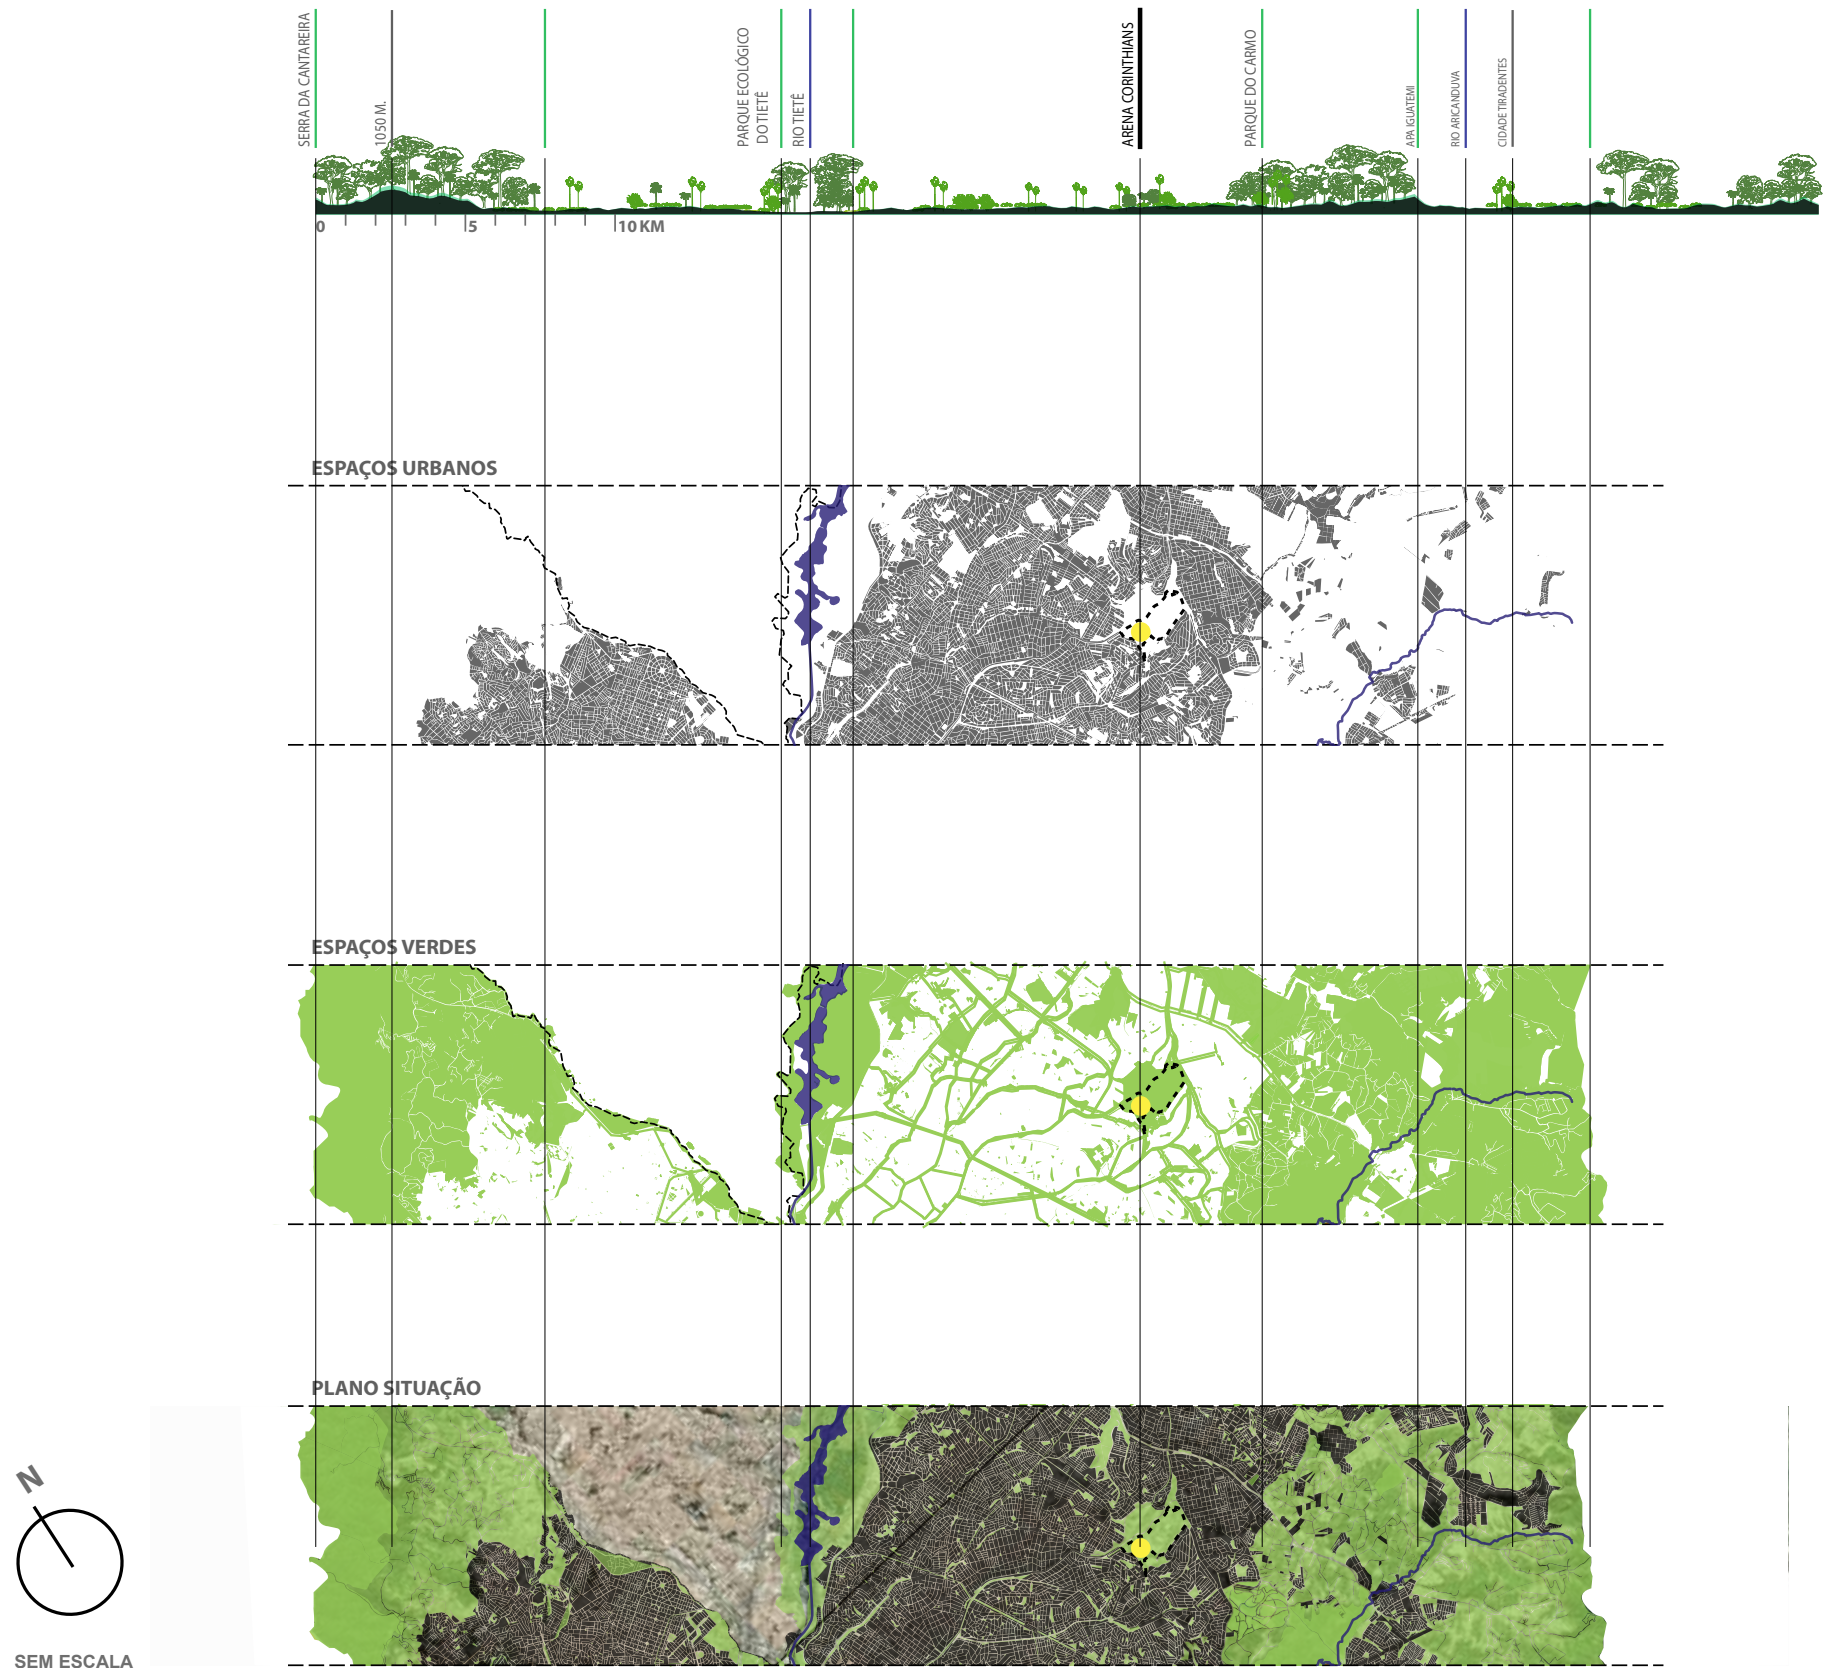 SERRA DA CANTAREIRA
1050 M.
PARQUE ECOLÓGICO
DO TIETÊ
RIO TIETÊ
ARENA CORINTHIANS
PARQUE DO CARMO
APA IGUATEMI
RIO ARICANDUVA
CIDADE TIRADENTES
0
5
10 KM
ESPAÇOS URBANOS
ESPAÇOS VERDES
PLANO SITUAÇÃO
N
SEM ESCALA